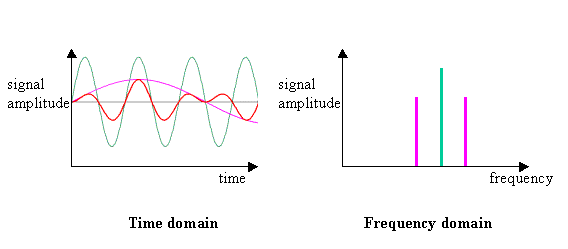 signal
amplitude
time
Time domain
signal
amplitude
frequency
Frequency domain